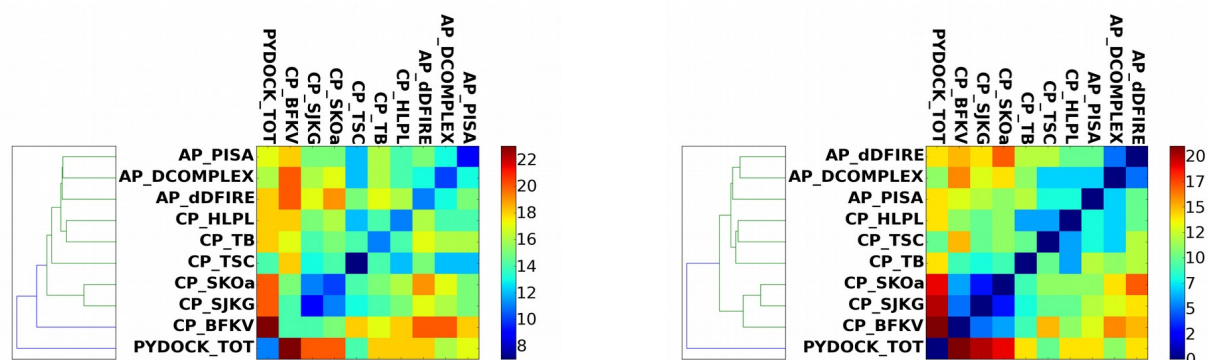 PYDOCK_TOT
CP_BFKV
CP_SJKG
CP_SKOa
CP_TSC
CP_TB
CP_HLPL
AP_dDFIRE
AP_DCOMPLEX
AP_PISA
AP_PISA
AP_DCOMPLEX
AP_dDFIRE
CP_HLPL
CP_TB
CP_TSC
CP_SKOa
CP_SJKG
CP_BFKV
PYDOCK_TOT
22
20
18
16
14
12
10
8
PYDOCK_TOT
CP_BFKV
CP_SJKG
CP_SKOa
CP_TB
CP_TSC
CP_HLPL
AP_PISA
AP_DCOMPLEX
AP_dDFIRE
AP_dDFIRE
AP_DCOMPLEX
AP_PISA
CP_HLPL
CP_TSC
CP_TB
CP_SKOa
CP_SJKG
CP_BFKV
PYDOCK_TOT
20
17
15
12
10
7
5
2
0